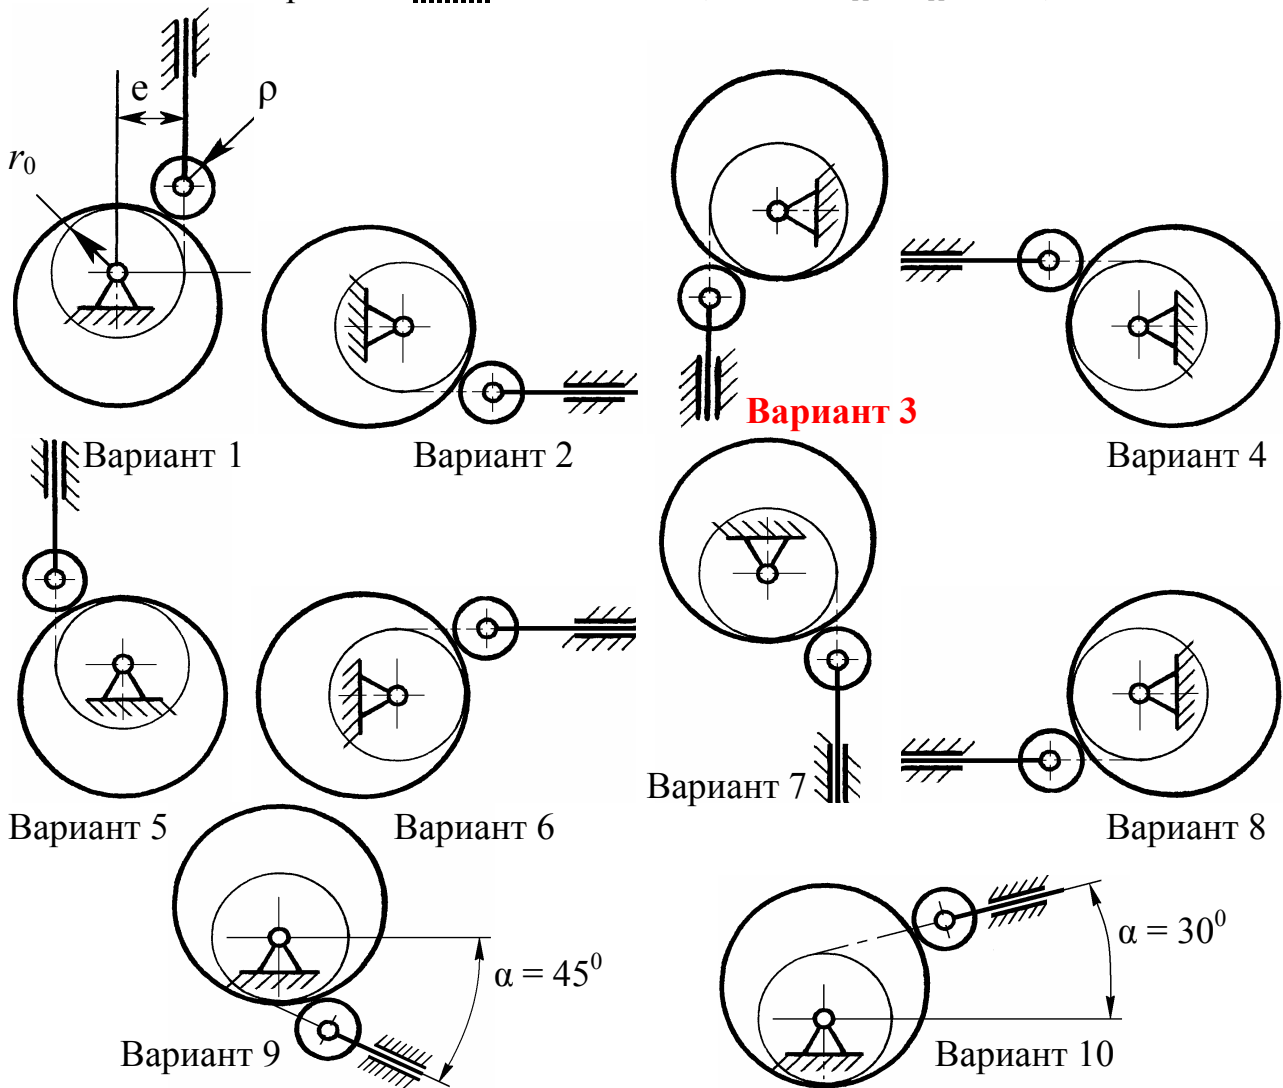 e
ρ
r₀
Вариант 3
Вариант 1
Вариант 2
Вариант 4
Вариант 7
Вариант 5
Вариант 6
Вариант 8
α = 45⁰
α = 30⁰
Вариант 9
Вариант 10